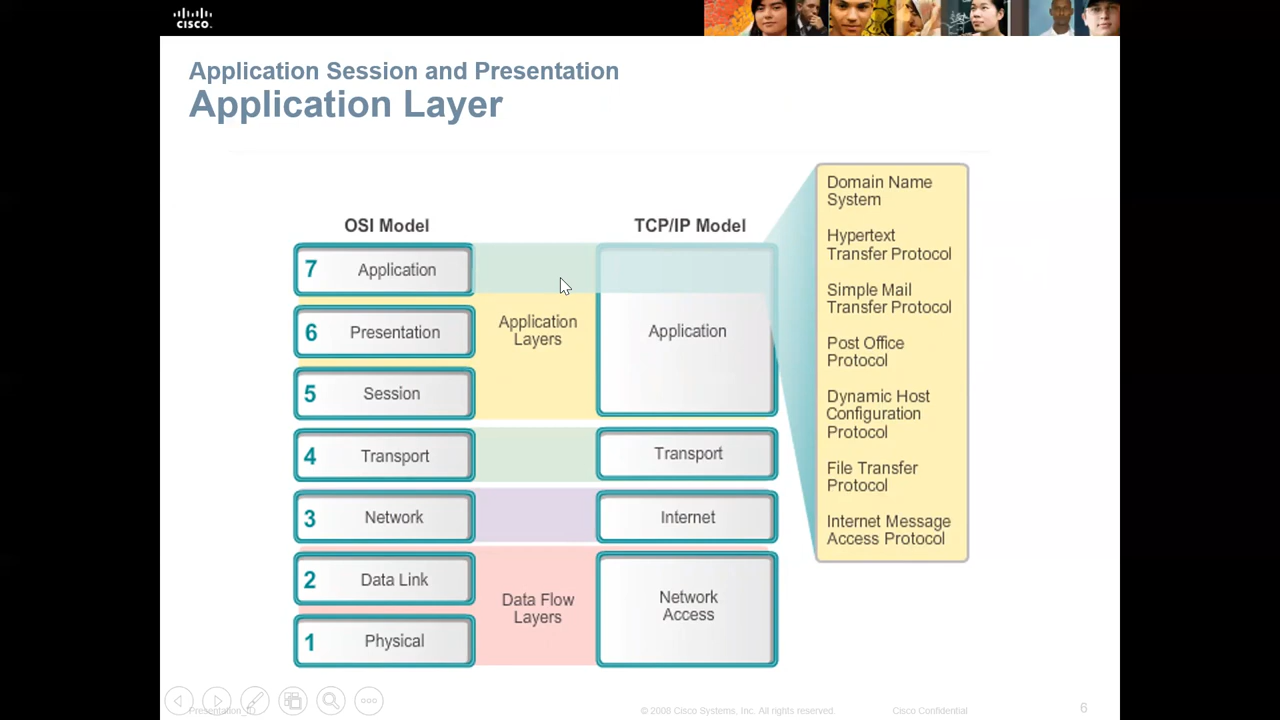 CISCO.
Application Session and Presentation
Application Layer
OSI Model
TCP/IP Model
7 Application
6 Presentation
5 Session
4 Transport
3 Network
2 Data Link
1 Physical
Application
Layers
Data Flow
Layers
Application
Transport
Internet
Network
Access
Domain Name
System
Hypertext
Transfer Protocol
Simple Mail
Transfer Protocol
Post Office
Protocol
Dynamic Host
Configuration
Protocol
File Transfer
Protocol
Internet Message
Access Protocol
Presentation_ID
© 2008 Cisco Systems, Inc. All rights reserved.
Cisco Confidential
6